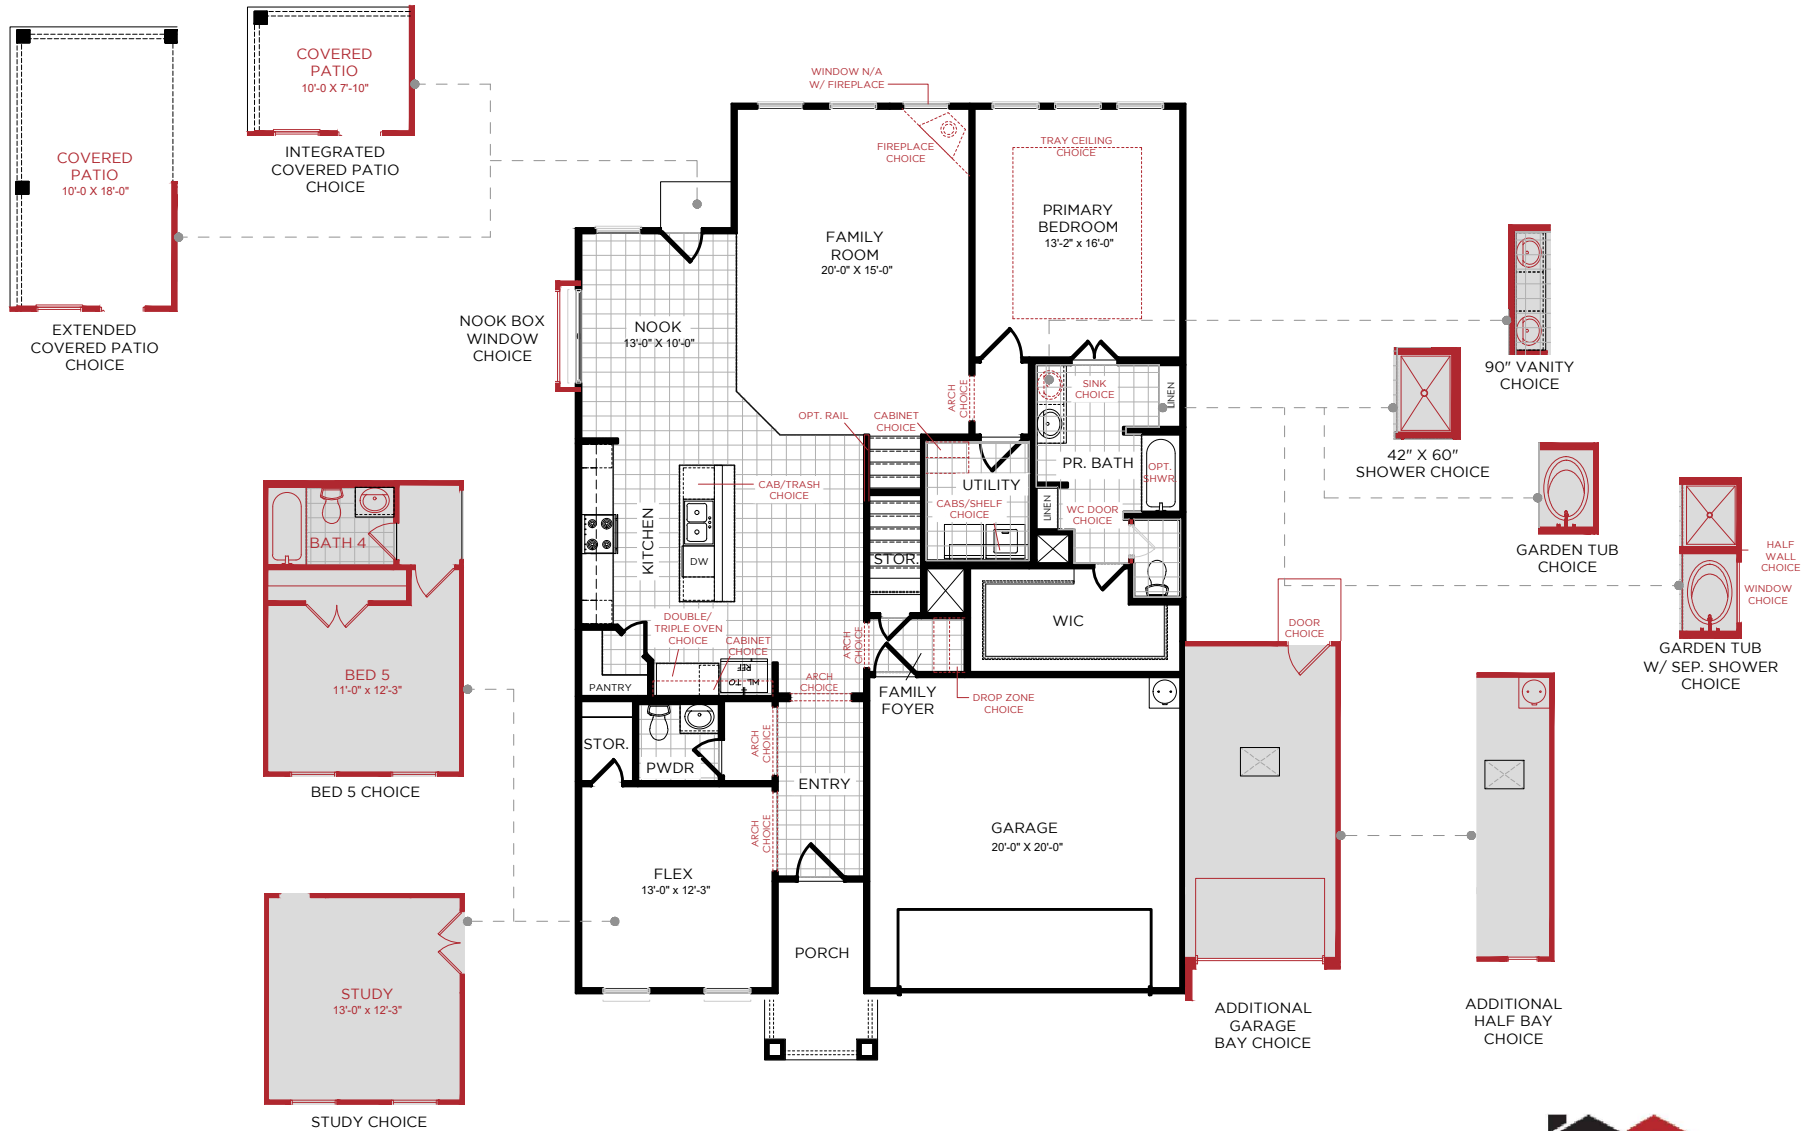 COVERED
PATIO
10'-0 X 18'-0"
EXTENDED
COVERED PATIO
CHOICE
COVERED
PATIO
10'-0 X 7'-10"
INTEGRATED
COVERED PATIO
CHOICE
WINDOW N/A
W/ FIREPLACE
FIREPLACE
CHOICE
TRAY CEILING
CHOICE
PRIMARY
BEDROOM
13'-2" x 16'-0"
FAMILY
ROOM
20'-0" X 15'-0"
NOOK BOX
WINDOW
CHOICE
NOOK
13'-0" X 10'-0"
90" VANITY
CHOICE
ARCH
CHOICE
SINK
CHOICE
LINEN
OPT. RAIL
CABINET
CHOICE
42" X 60"
SHOWER CHOICE
PR. BATH
OPT.
SHWR.
UTILITY
CAB/TRASH
CHOICE
CABS/SHELF
CHOICE
LINEN
WC DOOR
CHOICE
KITCHEN
DW
STOR.
GARDEN TUB
CHOICE
HALF
WALL
CHOICE
WINDOW
CHOICE
GARDEN TUB
W/ SEP. SHOWER
CHOICE
BATH 4
BED 5
11'-0" x 12'-3"
BED 5 CHOICE
DOUBLE/
TRIPLE OVEN
CHOICE
CABINET
CHOICE
REF
ML TO
PANTRY
ARCH
CHOICE
ARCH
CHOICE
WIC
FAMILY
FOYER
DROP ZONE
CHOICE
DOOR
CHOICE
STOR.
PWDR
ARCH
CHOICE
ENTRY
ARCH
CHOICE
FLEX
13'-0" x 12'-3"
GARAGE
20'-0" X 20'-0"
PORCH
ADDITIONAL
GARAGE
BAY CHOICE
ADDITIONAL
HALF BAY
CHOICE
STUDY
13'-0" x 12'-3"
STUDY CHOICE